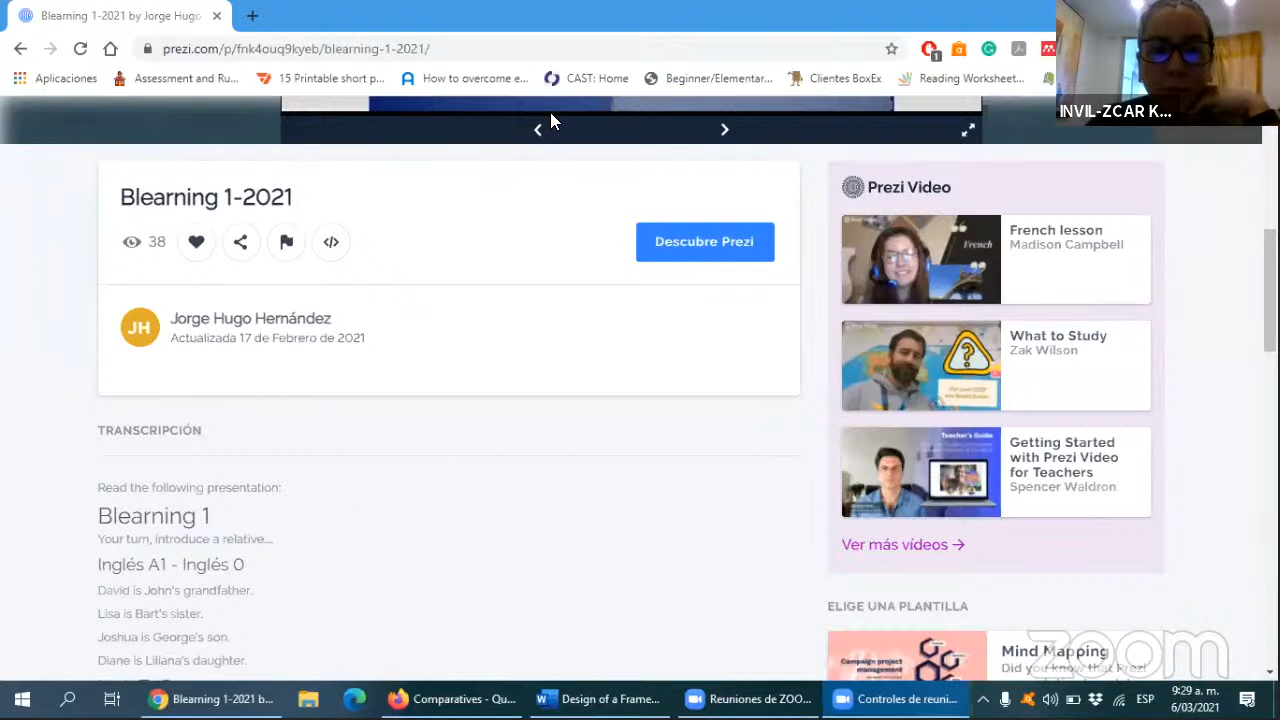 Blearning 1-2021 by Jorge Hugo
prezi.com/p/fnk4ouq9kyeb/blearning-1-2021/
1
Aplicaciones
Assessment and Ru...
15 Printable short p...
How to overcome e...
CAST: Home
Beginner/Elementar...
Clientes BoxEx
Reading Worksheet...
INVIL-ZCAR K...
Blearning 1-2021
38
Descubre Prezi
JH
Jorge Hugo Hernández
Actualizada 17 de Febrero de 2021
TRANSCRIPCIÓN
Read the following presentation:
Blearning 1
Your turn, introduce a relative....
Inglés A1 - Inglés 0
David is John's grandfather.
Lisa is Bart's sister.
Joshua is George's son.
Diane is Liliana's daughter.
Prezi Video
French
French lesson
Madison Campbell
What to Study
Zak Wilson
Teacher's Guide
Getting Started
with Prezi Video
for Teachers
Spencer Waldron
Ver más vídeos →
ELIGE UNA PLANTILLA
Campaign project
management
Mind Mapping
Did you know that Prezi
zoom
Blearning 1-2021 b...
Comparatives - Qu...
Design of a Frame...
Reuniones de ZOO...
Controles de reuni...
ESP
9:29 a. m.
6/03/2021